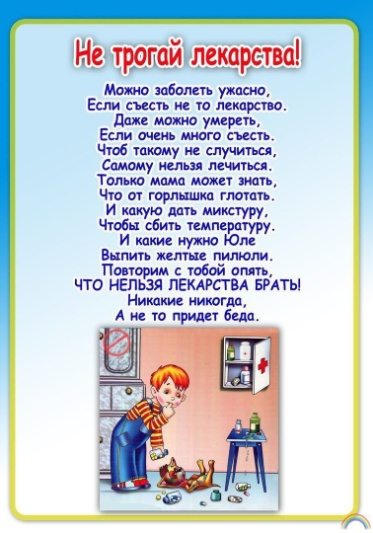 Не трогай лекарства!
Можно заболеть ужасно,
Если съесть не то лекарство.
Даже можно умереть,
Если очень много съесть.
Чтоб такому не случиться,
Самому нельзя лечиться.
Только мама может знать,
Что от горлышка глотать.
И какую дать микстуру,
Чтобы сбить температуру.
И какие нужно Юле
Выпить желтые пилюли.
Повторим с тобой опять,
ЧТО НЕЛЬЗЯ ЛЕКАРСТВА БРАТЬ!
Никакие никогда,
А не то придет беда.